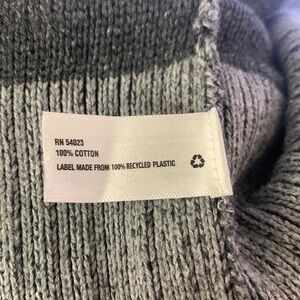 RN 54023
100% COTTON
LABEL MADE FROM 100% RECYCLED PLASTIC